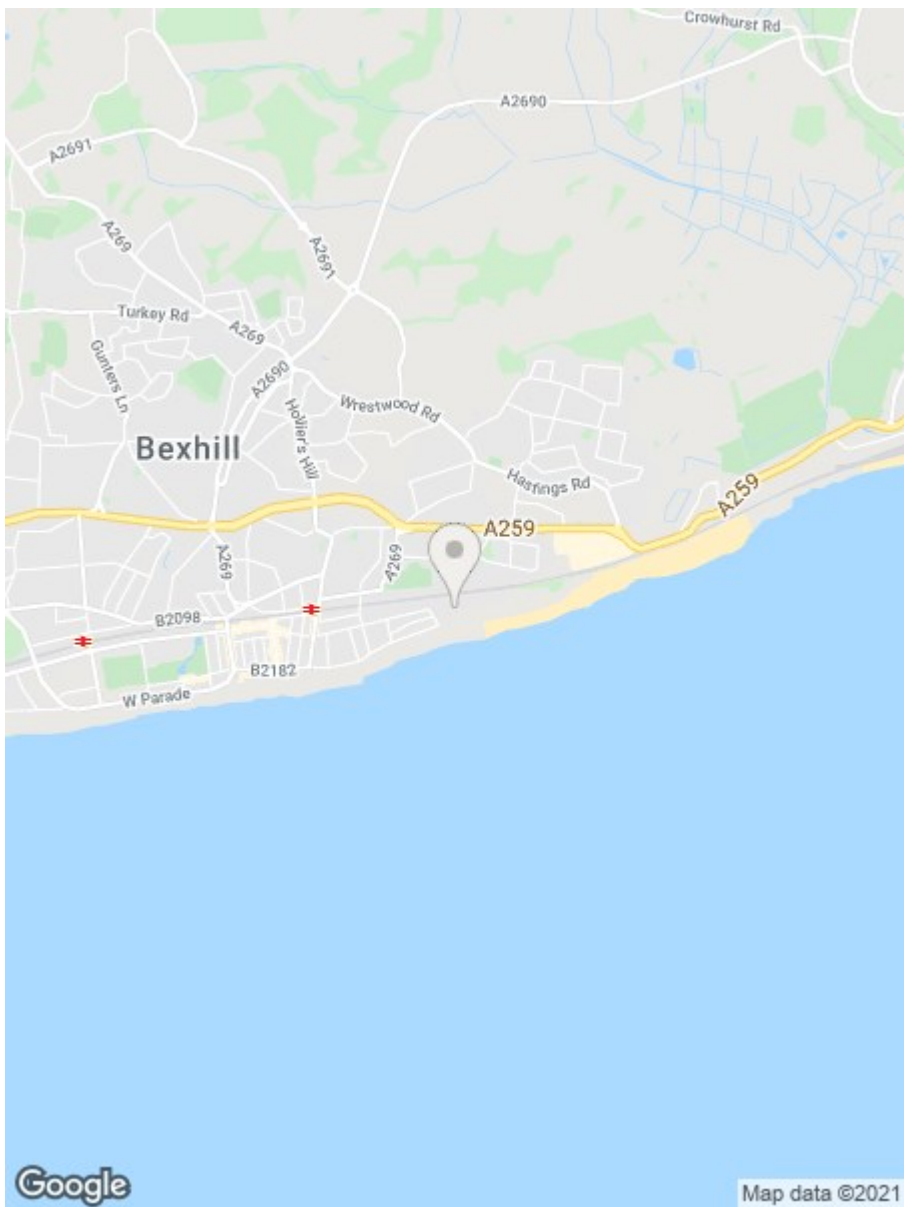 Crowhurst Rd
A2690
A2691
A269
A2691
Turkey Rd
A269
Gunters Ln
A2690
Hollier's Hill
Wrestwood Rd
Bexhill
Hastings Rd
A259
A259
A269
A269
B2098
B2182
W Parade
Google
Map data ©2021